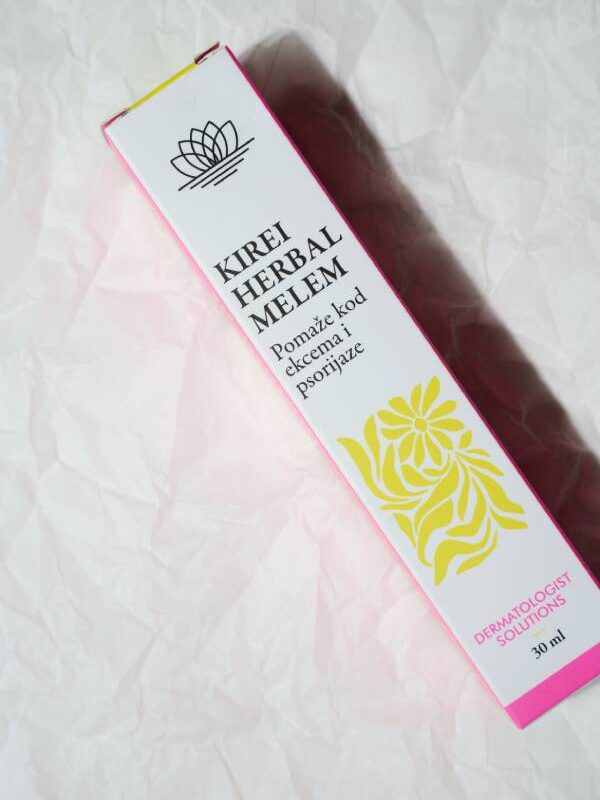 KIREI
HERBAL
MELEM
Pomaže kod
ekcema i
psorijaze
DERMATOLOGIST
SOLUTIONS
30 ml